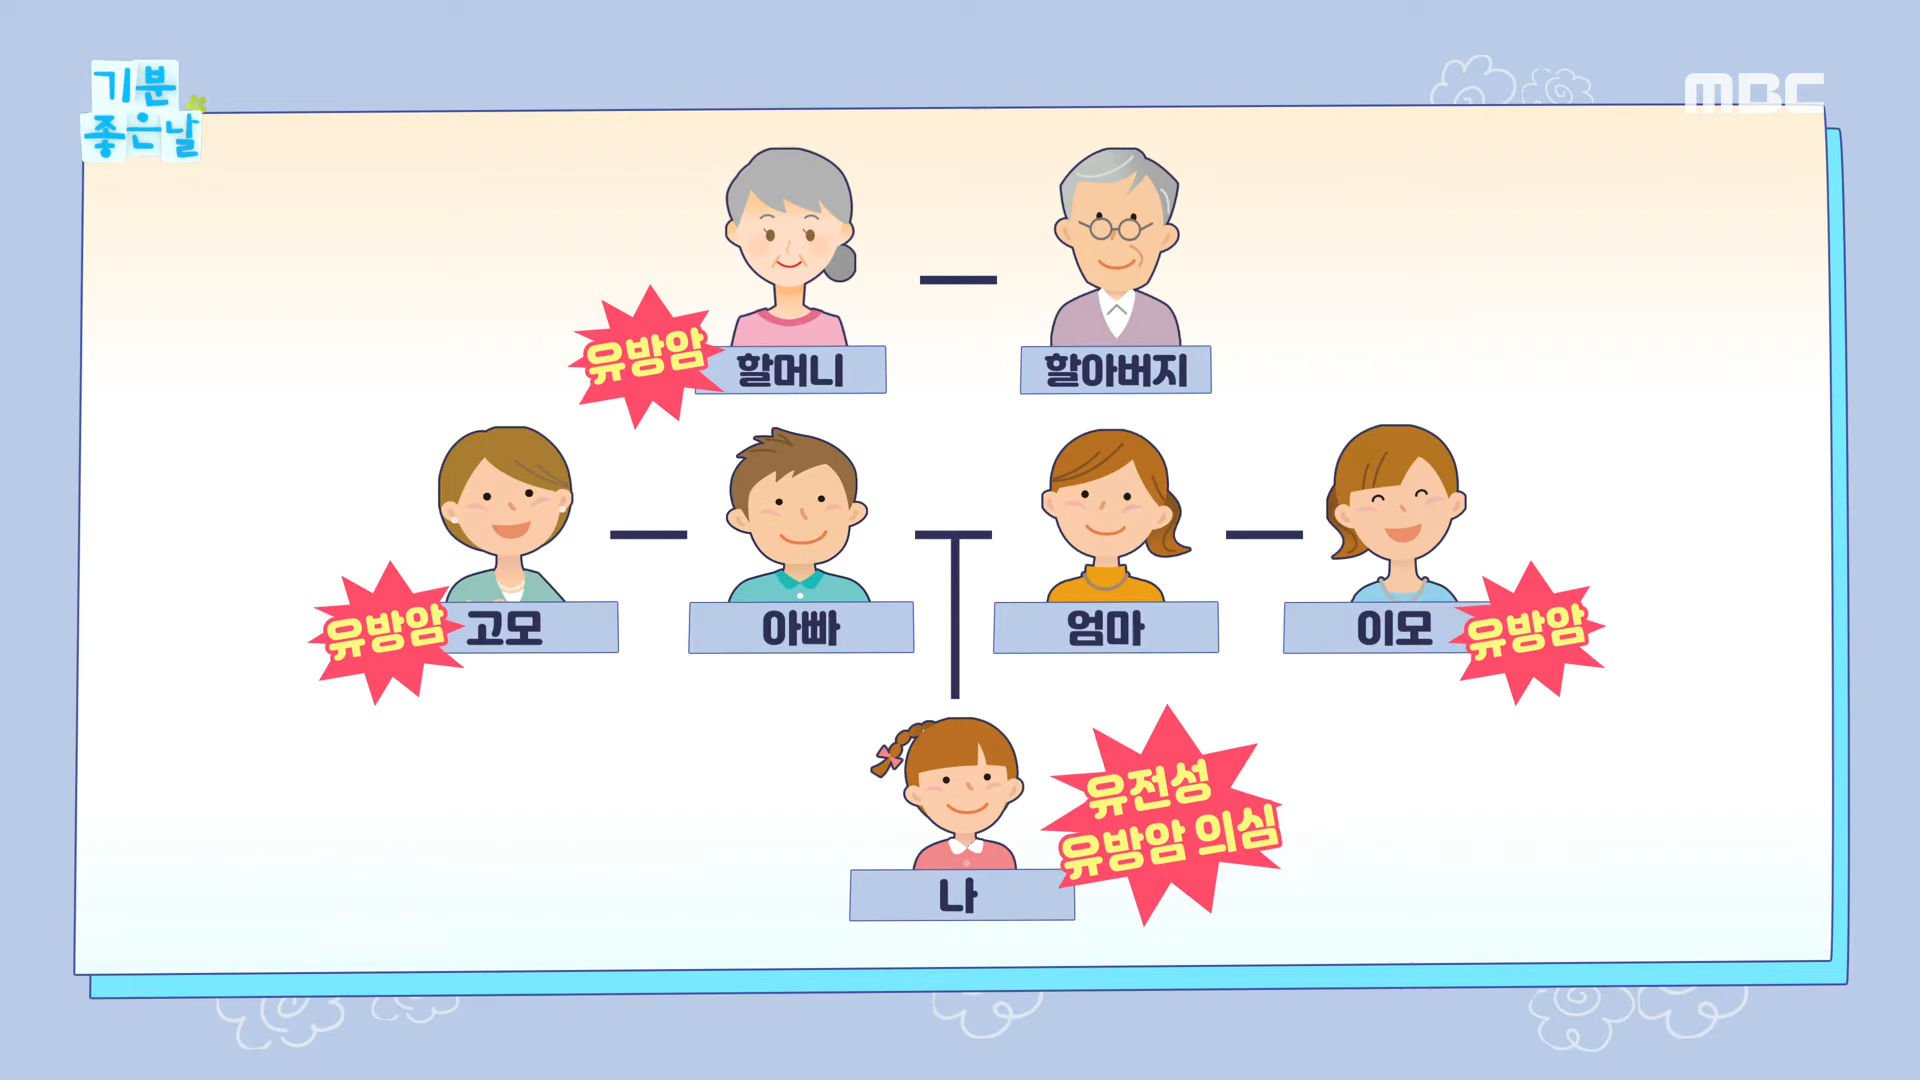 기분
좋은날
MBC
유방암
할머니
할아버지
유방암
고모
아빠
엄마
이모
유방암
유전성
유방암 의심
나